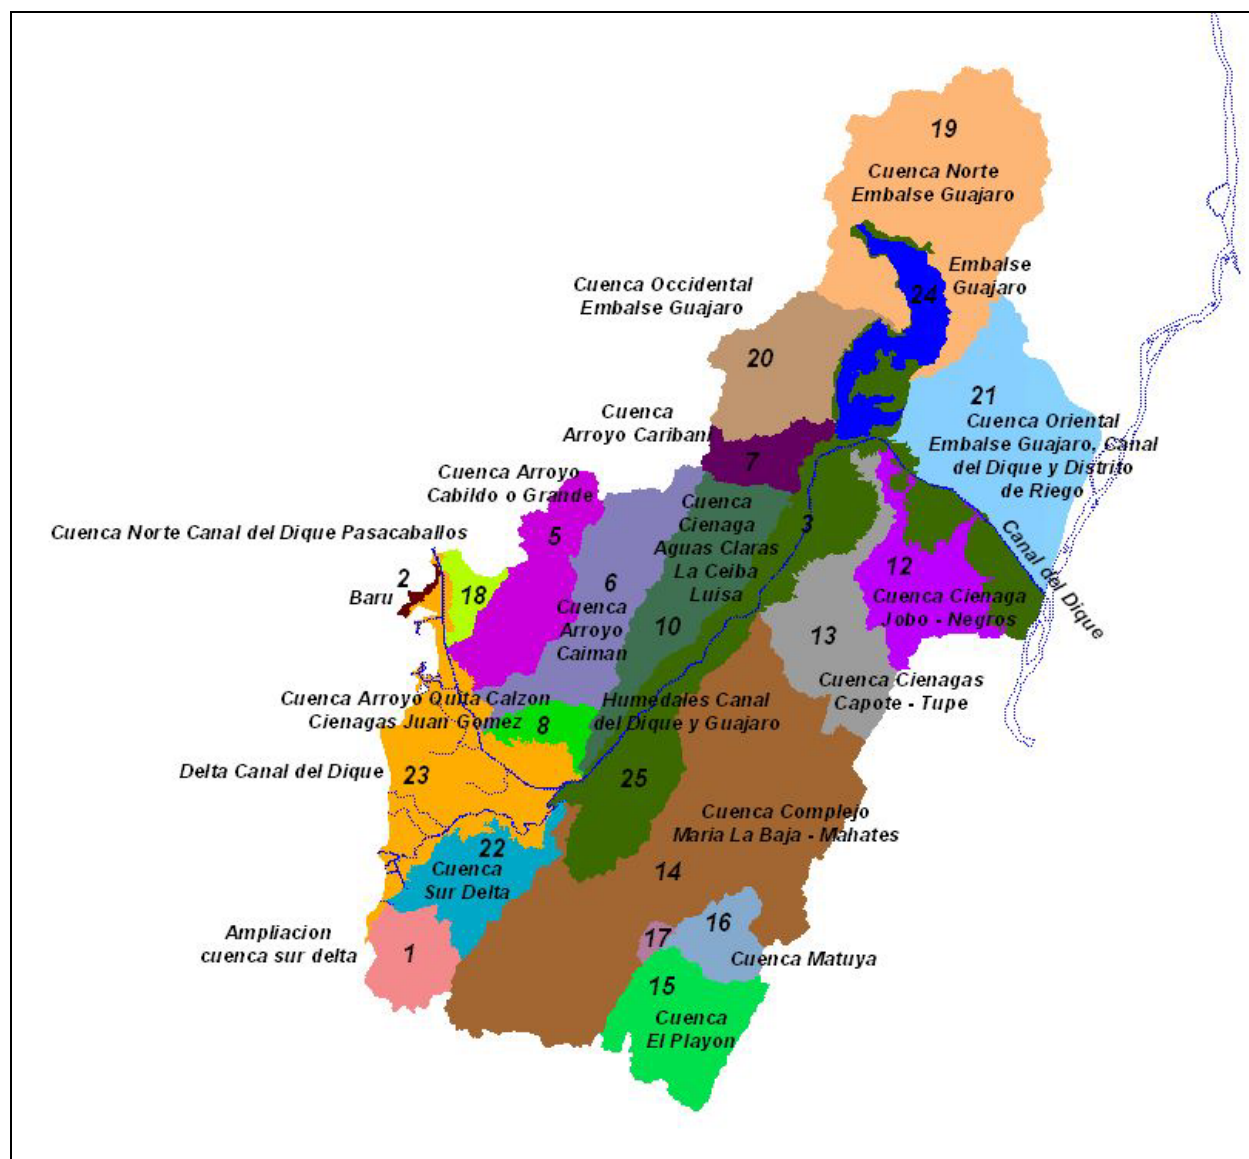 19
Cuenca Norte
Embalse Guajaro
Embalse
Guajaro
24
Cuenca Occidental
Embalse Guajaro
20
21
Cuenca Oriental
Embalse Guajaro, Canal
del Dique y Distrito
de Riego
Cuenca
Arroyo Caribani
7
Cuenca Arroyo
Cabildo o Grande
5
Cuenca
Cienaga
Aguas Claras
La Ceiba
Luisa
3
Canal del Dique
Cuenca Norte Canal del Dique Pasacaballos
2
Baru
18
6
Cuenca
Arroyo
Caiman
10
12
Cuenca Cienaga
Jobo - Negros
13
Cuenca Cienagas
Capote - Tupe
Cuenca Arroyo Quita Calzon
Cienagas Juan Gomez
8
Humedales Canal
del Dique y Guajaro
Delta Canal del Dique
23
25
Cuenca Complejo
Maria La Baja - Mahates
22
Cuenca
Sur Delta
14
Ampliacion
cuenca sur delta
1
17
16
Cuenca Matuya
15
Cuenca
El Playon